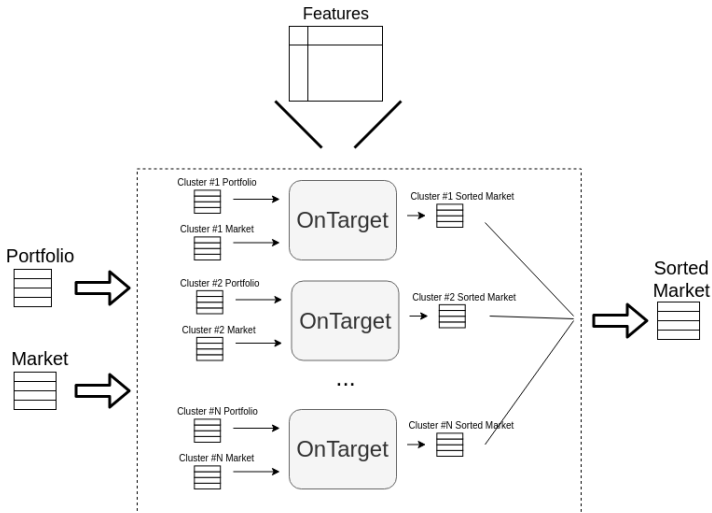 Features
Cluster #1 Portfolio
Cluster #1 Market
OnTarget
Cluster #1 Sorted Market
Portfolio
Market
Cluster #2 Portfolio
Cluster #2 Market
OnTarget
Cluster #2 Sorted Market
...
Cluster #N Portfolio
Cluster #N Market
OnTarget
Cluster #N Sorted Market
Sorted
Market